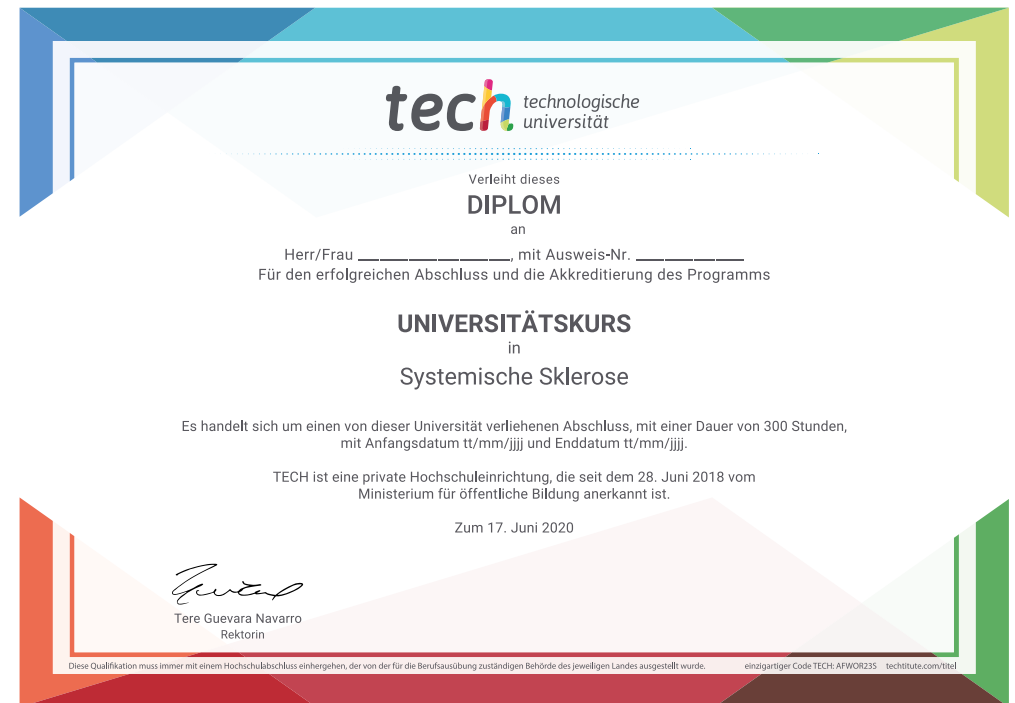 tech technologische
universität
Verleiht dieses
DIPLOM
an
Herr/Frau ____________________, mit Ausweis-Nr. ______________
Für den erfolgreichen Abschluss und die Akkreditierung des Programms
UNIVERSITÄTSKURS
in
Systemische Sklerose
Es handelt sich um einen von dieser Universität verliehenen Abschluss, mit einer Dauer von 300 Stunden,
mit Anfangsdatum tt/mm/jjjj und Enddatum tt/mm/jjjj.
TECH ist eine private Hochschuleinrichtung, die seit dem 28. Juni 2018 vom
Ministerium für öffentliche Bildung anerkannt ist.
Zum 17. Juni 2020
Tere Guevara Navarro
Rektorin
Diese Qualifikation muss immer mit einem Hochschulabschluss einhergehen, der von der für die Berufsausübung zuständigen Behörde des jeweiligen Landes ausgestellt wurde. einzigartiger Code TECH: AFWOR23S techtitute.com/titel